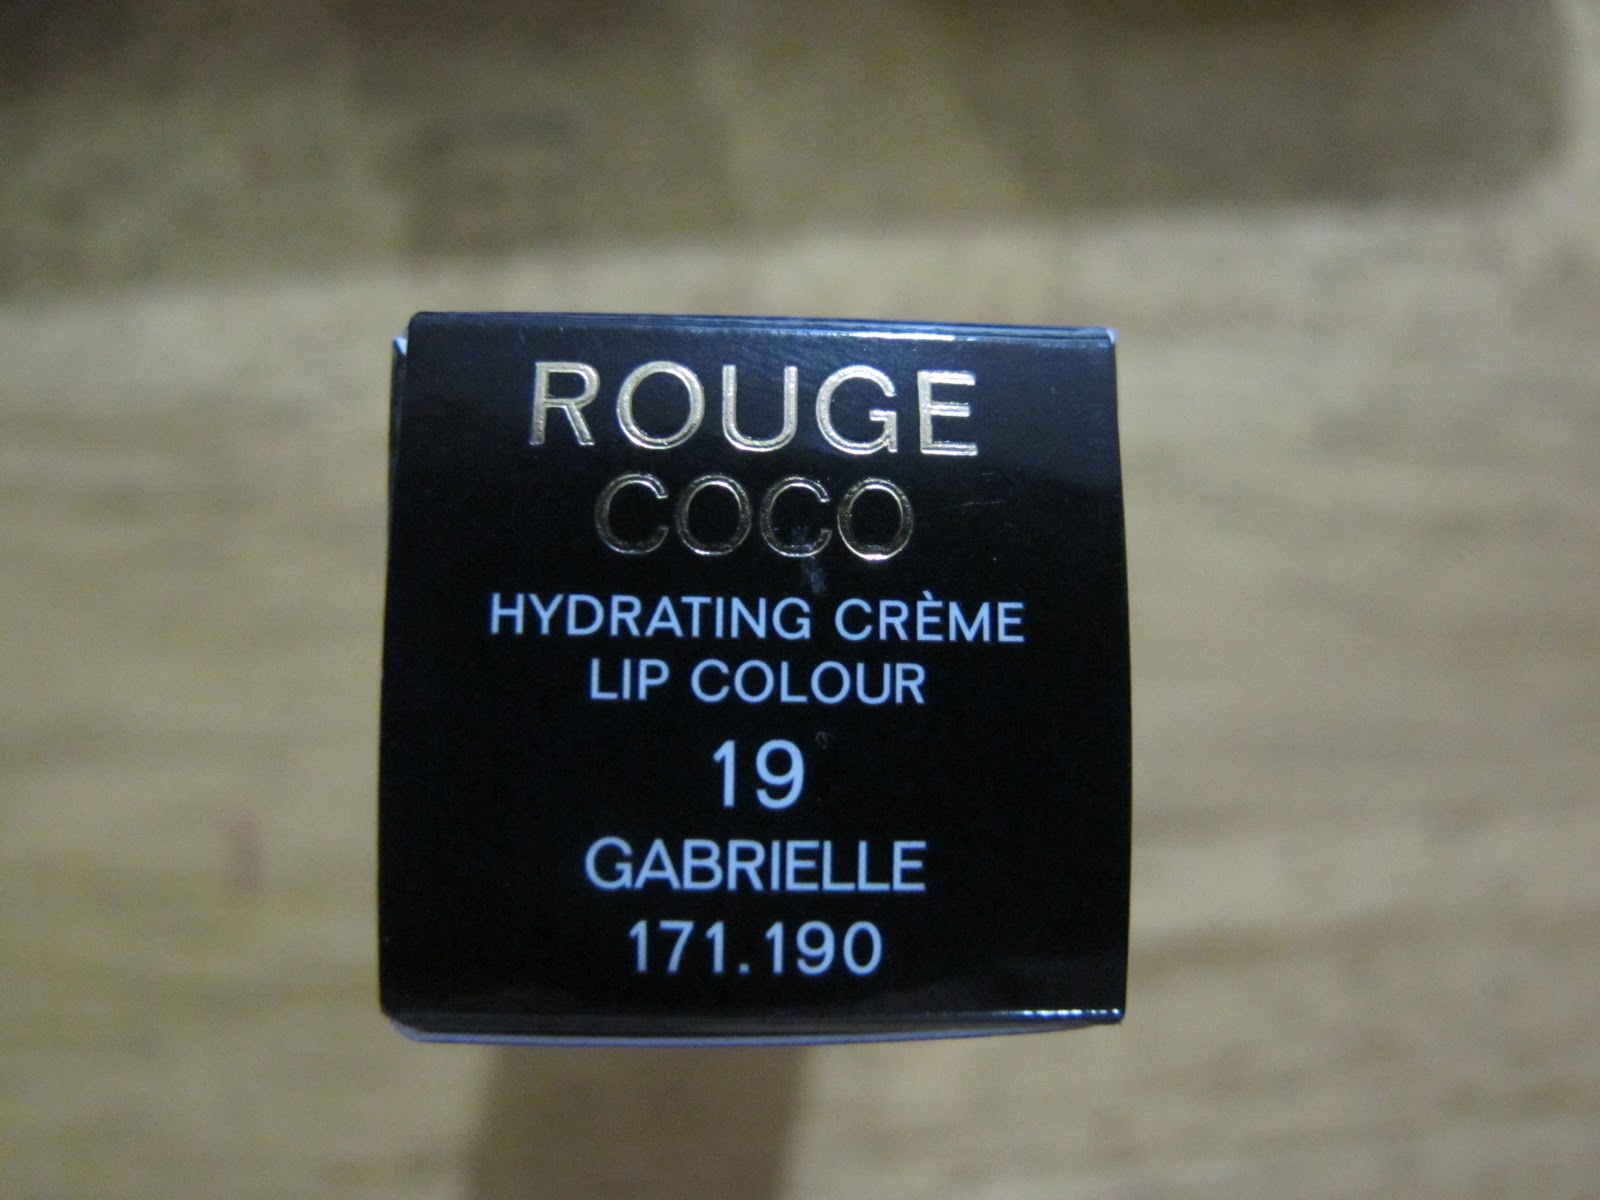 ROUGE
COCO
HYDRATING CRÈME
LIP COLOUR
19
GABRIELLE
171.190